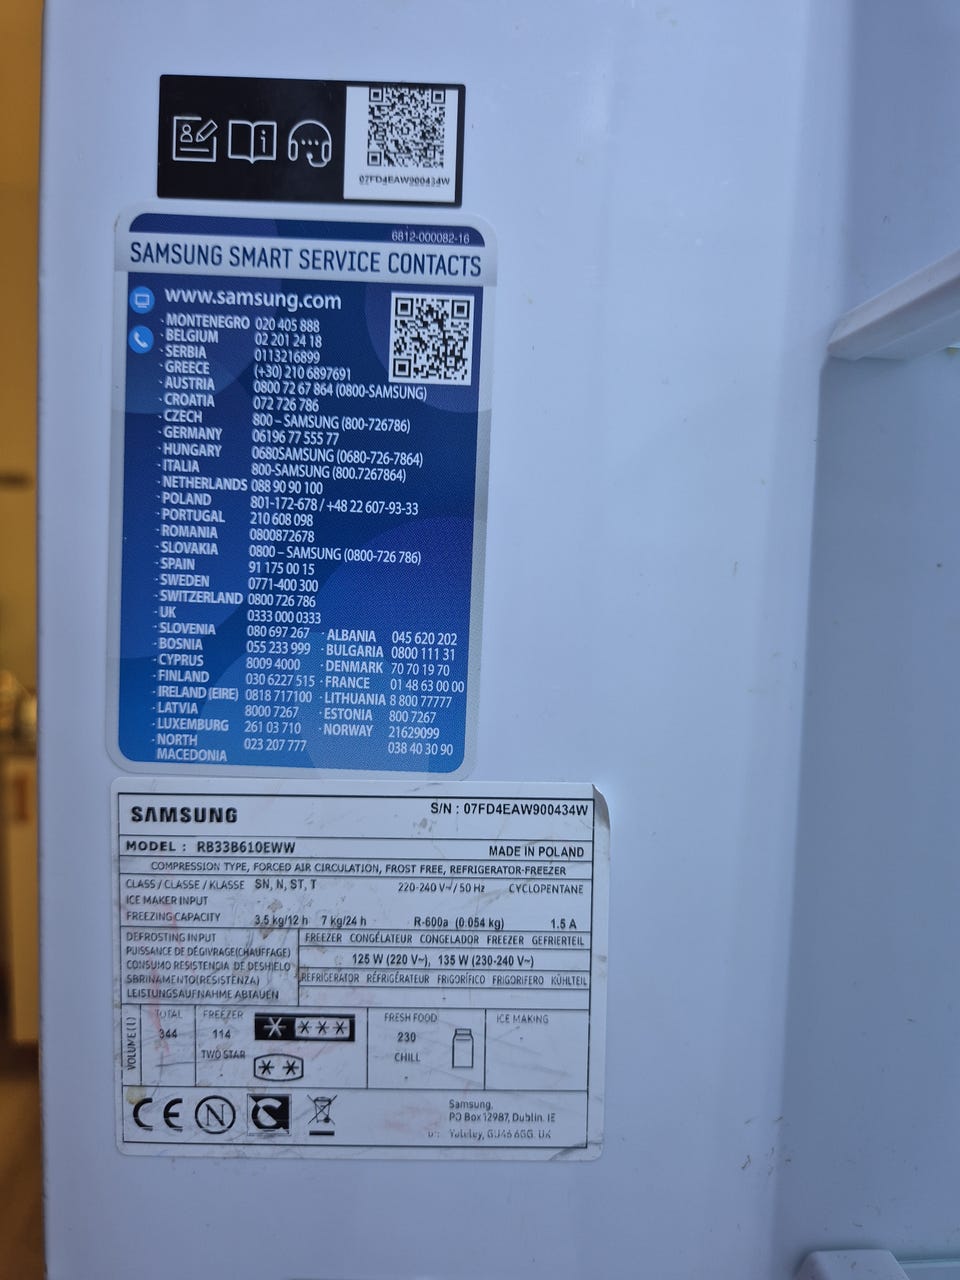 07FD4EAW900434W
6812-000082-16
SAMSUNG SMART SERVICE CONTACTS
www.samsung.com
· MONTENEGRO 020 405 888
· BELGIUM 02 201 24 18
· SERBIA 0113216899
· GREECE (+30) 210 6897691
· AUSTRIA 0800 72 67 864 (0800-SAMSUNG)
· CROATIA 072 726 786
· CZECH 800 – SAMSUNG (800-726786)
· GERMANY 06196 77 555 77
· HUNGARY 0680SAMSUNG (0680-726-7864)
· ITALIA 800-SAMSUNG (800.7267864)
· NETHERLANDS 088 90 90 100
· POLAND 801-172-678 / +48 22 607-93-33
· PORTUGAL 210 608 098
· ROMANIA 0800872678
· SLOVAKIA 0800 – SAMSUNG (0800-726 786)
· SPAIN 91 175 00 15
· SWEDEN 0771-400 300
· SWITZERLAND 0800 726 786
· UK 0333 000 0333
· SLOVENIA 080 697 267 · ALBANIA 045 620 202
· BOSNIA 055 233 999 · BULGARIA 0800 111 31
· CYPRUS 8009 4000 · DENMARK 70 70 19 70
· FINLAND 030 6227 515 · FRANCE 01 48 63 00 00
· IRELAND (EIRE) 0818 717100 · LITHUANIA 8 800 77777
· LATVIA 8000 7267 · ESTONIA 800 7267
· LUXEMBURG 261 03 710 · NORWAY 21629099
· NORTH MACEDONIA 023 207 777 038 40 30 90
SAMSUNG S/N : 07FD4EAW900434W
MODEL : RB33B610EWW MADE IN POLAND
COMPRESSION TYPE, FORCED AIR CIRCULATION, FROST FREE, REFRIGERATOR-FREEZER
CLASS / CLASSE / KLASSE SN, N, ST, T 220-240 V~/ 50 Hz CYCLOPENTANE
ICE MAKER INPUT
FREEZING CAPACITY 3.5 kg/12 h 7 kg/24 h R-600a (0.054 kg) 1.5 A
DEFROSTING INPUT FREEZER CONGÉLATEUR CONGELADOR FREEZER GEFRIERTEIL
PUISSANCE DE DÉGIVRAGE(CHAUFFAGE) 125 W (220 V~), 135 W (230-240 V~)
CONSUMO RESISTENCIA DE DESHIELO
SBRINAMENTO(RESISTENZA) REFRIGERATOR RÉFRIGÉRATEUR FRIGORÍFICO FRIGORIFERO KÜHLTEIL
LEISTUNGSAUFNAHME ABTAUEN
VOLUME(l) TOTAL FREEZER FRESH FOOD ICE MAKING
344 114 230 -
TWO STAR CHILL
-
CE N
Samsung.
PO Box 12987, Dublin. IE
Yateley, GU46 6GG. UK